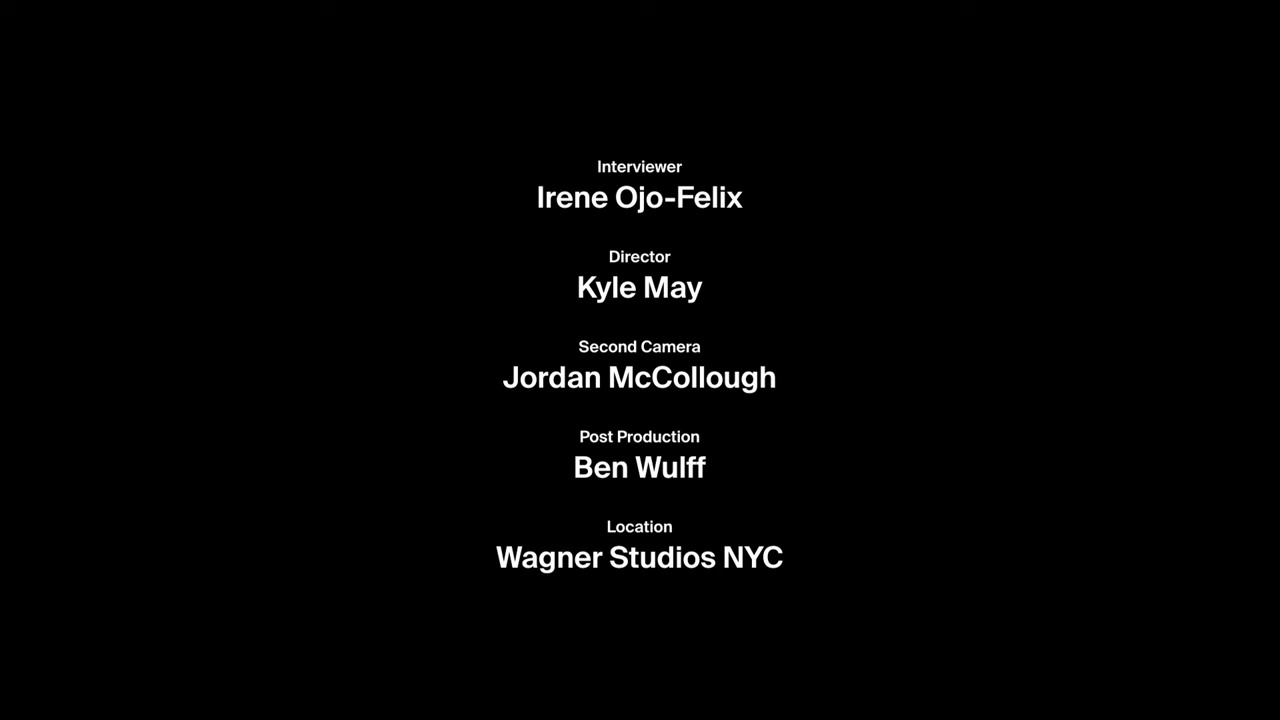 Interviewer
Irene Ojo-Felix
Director
Kyle May
Second Camera
Jordan McCollough
Post Production
Ben Wulff
Location
Wagner Studios NYC